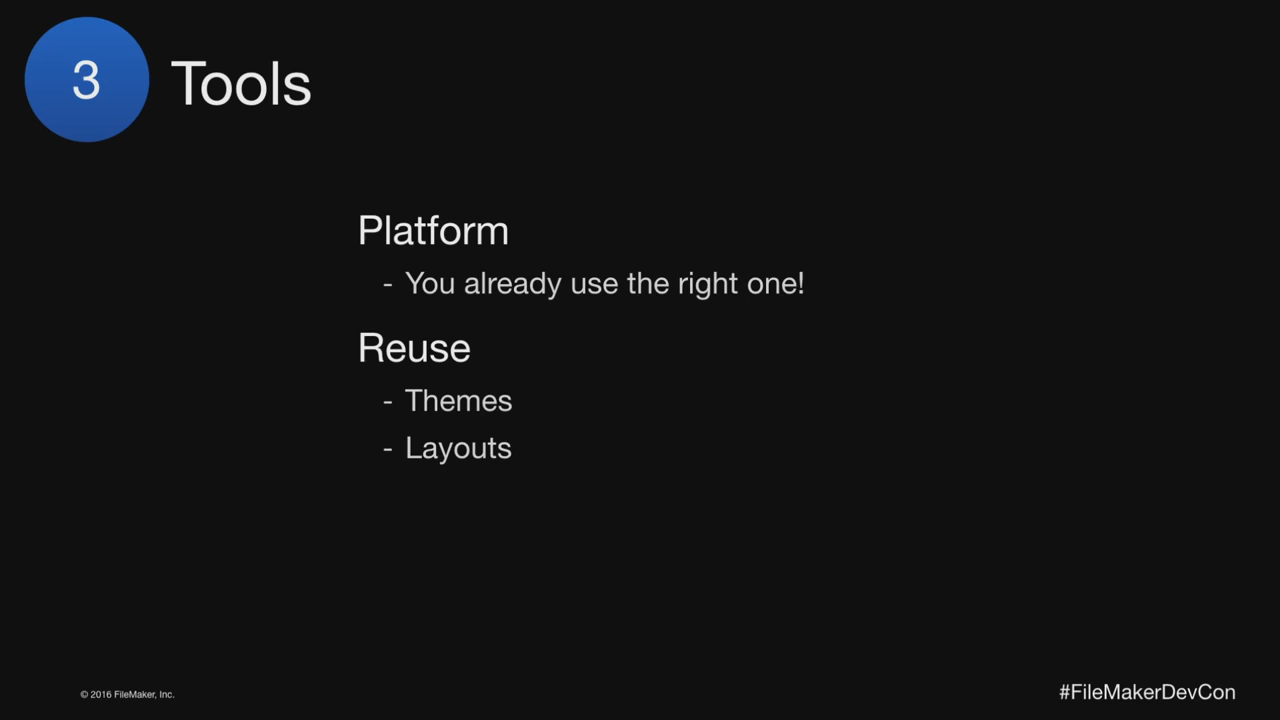 3
Tools
Platform
- You already use the right one!
Reuse
- Themes
- Layouts
© 2016 FileMaker, Inc.
#FileMakerDevCon